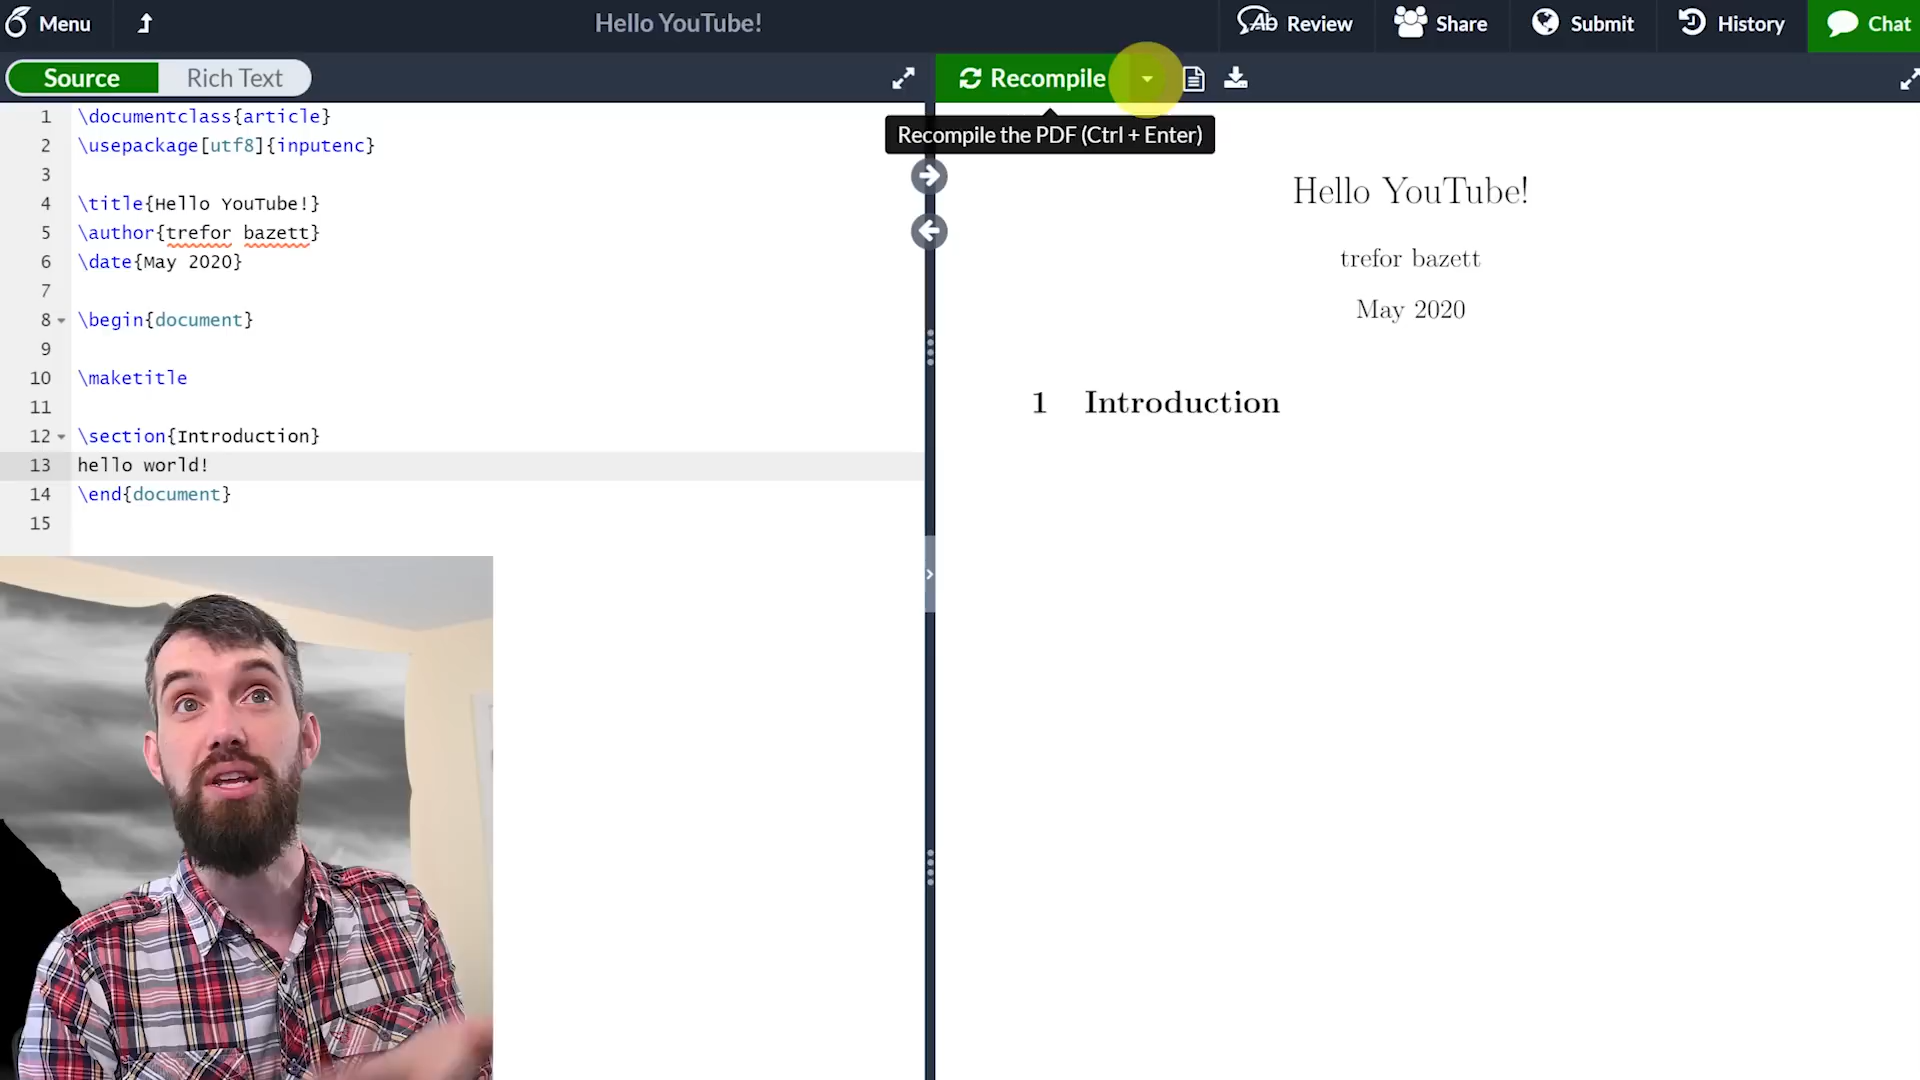 Menu
Hello YouTube!
Ab Review
Share
Submit
History
Chat
Source
Rich Text
Recompile
Recompile the PDF (Ctrl + Enter)
1 \documentclass{article}
2 \usepackage[utf8]{inputenc}
3
4 \title{Hello YouTube!}
5 \author{trefor bazett}
6 \date{May 2020}
7
8 \begin{document}
9
10 \maketitle
11
12 \section{Introduction}
13 hello world!
14 \end{document}
15
Hello YouTube!
trefor bazett
May 2020
1 Introduction